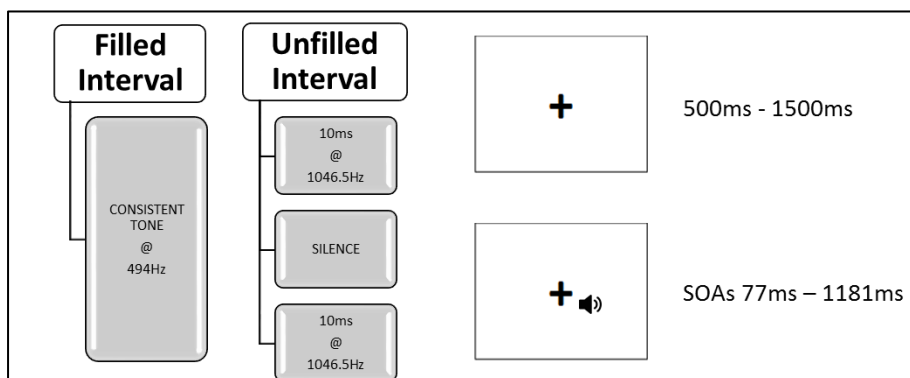 Filled
Interval
CONSISTENT
TONE
@
494Hz
Unfilled
Interval
10ms
@
1046.5Hz
SILENCE
10ms
@
1046.5Hz
500ms - 1500ms
SOAs 77ms – 1181ms